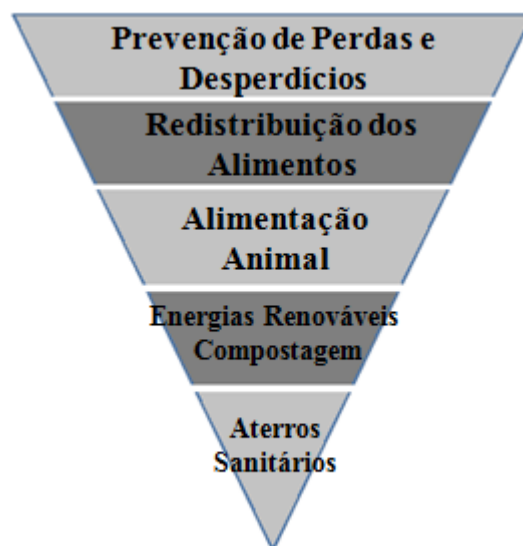 Prevenção de Perdas e
Desperdícios
Redistribuição dos
Alimentos
Alimentação
Animal
Energias Renováveis
Compostagem
Aterros
Sanitários